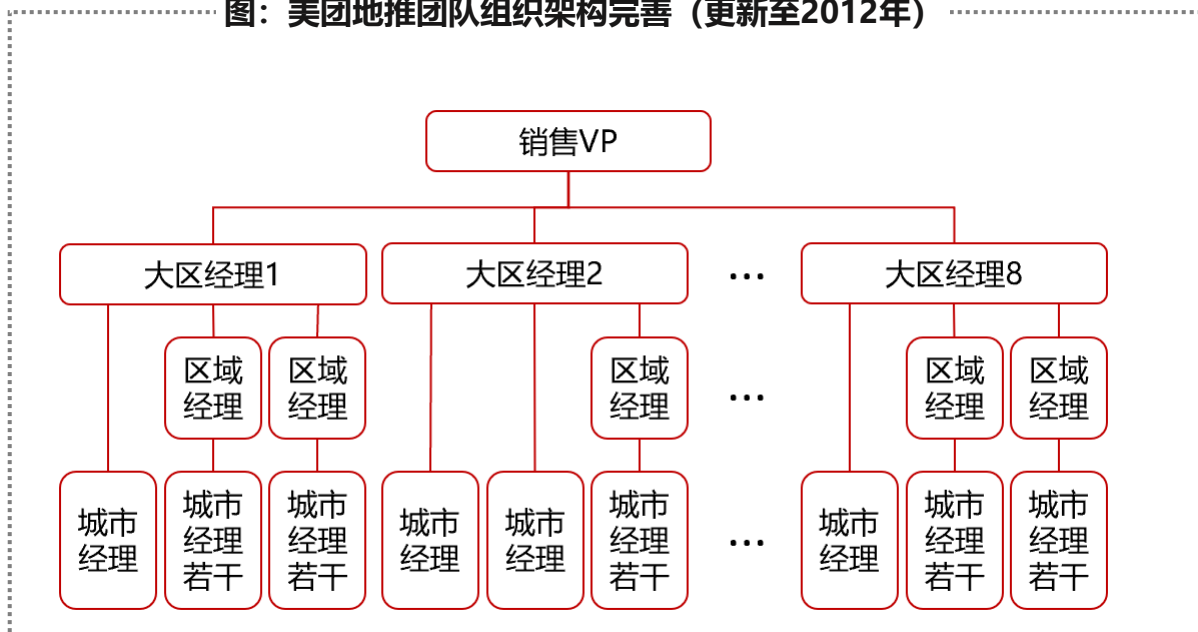 图：美团地推团队组织架构完善（更新至2012年）
销售VP
大区经理1
大区经理2
...
大区经理8
区域
经理
区域
经理
区域
经理
...
区域
经理
区域
经理
城市
经理
城市
经理
若干
城市
经理
若干
城市
经理
城市
经理
城市
经理
若干
...
城市
经理
城市
经理
若干
城市
经理
若干